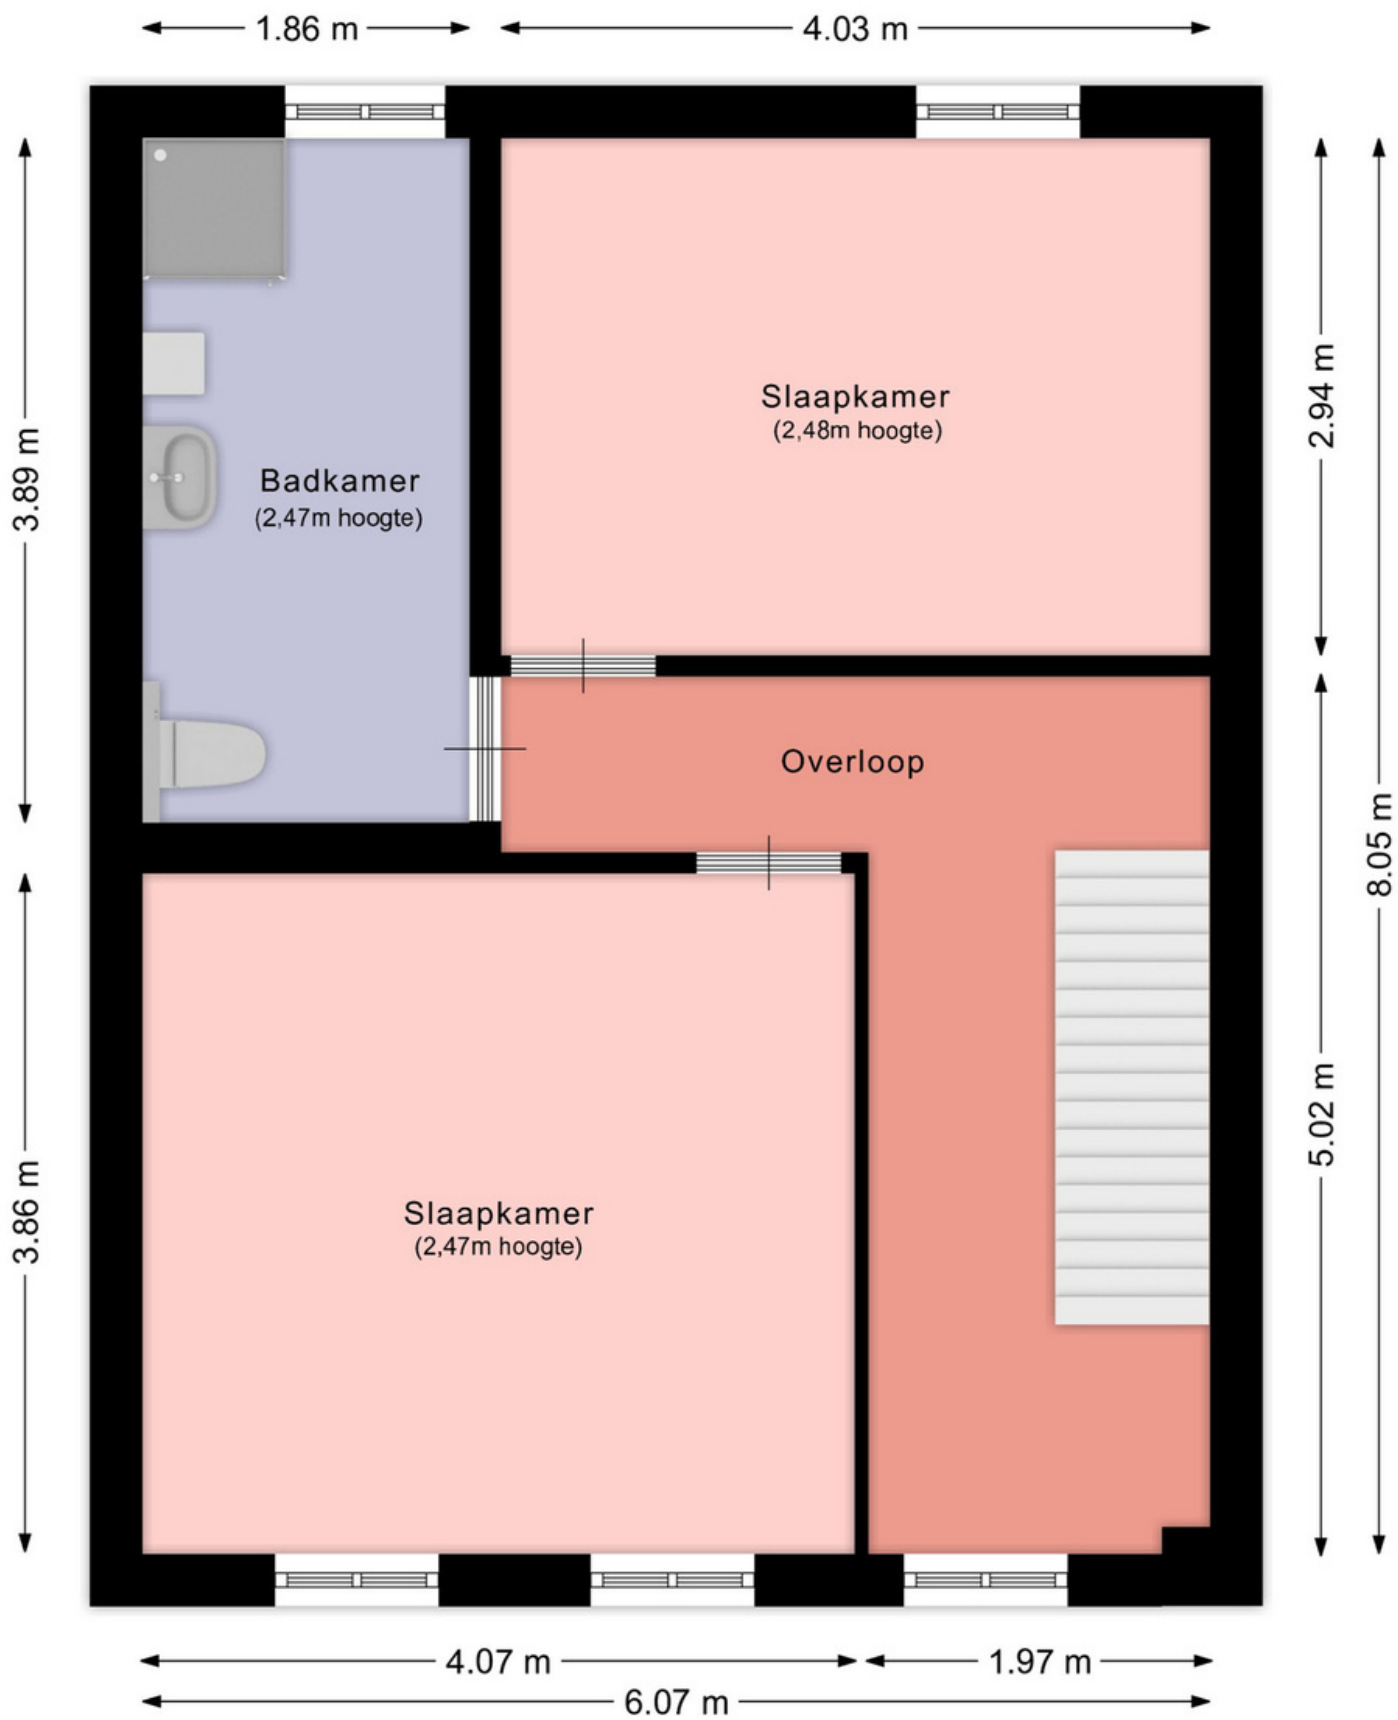 1.86 m
4.03 m
3.89 m
2.94 m
8.05 m
Slaapkamer
(2,48m hoogte)
Badkamer
(2,47m hoogte)
Overloop
3.86 m
5.02 m
Slaapkamer
(2,47m hoogte)
4.07 m
1.97 m
6.07 m